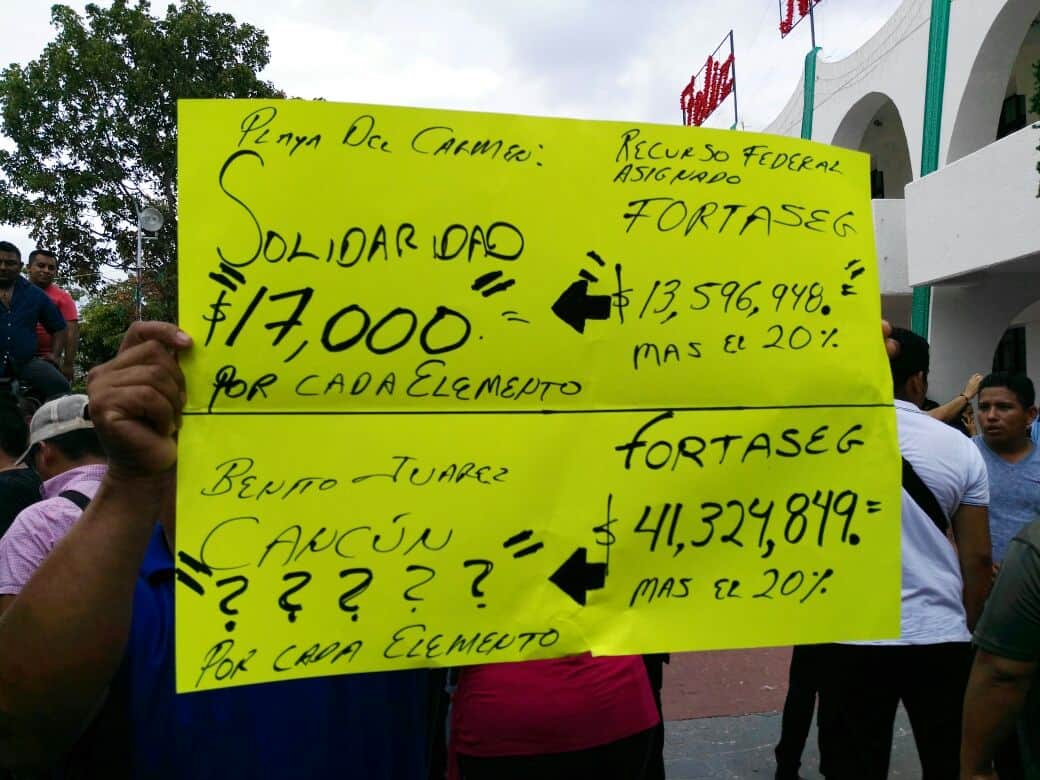 Feliz
PLAYA DEL CARMEN:
SOLIDARIDAD
"$17,000.="
POR CADA ELEMENTO
RECURSO FEDERAL
ASIGNADO
FORTASEG
"$13,596,948.="
MAS EL 20%
BENITO JUAREZ
CANCÚN
"?????"
POR CADA ELEMENTO
FORTASEG
$41,324,849.=
MAS EL 20%